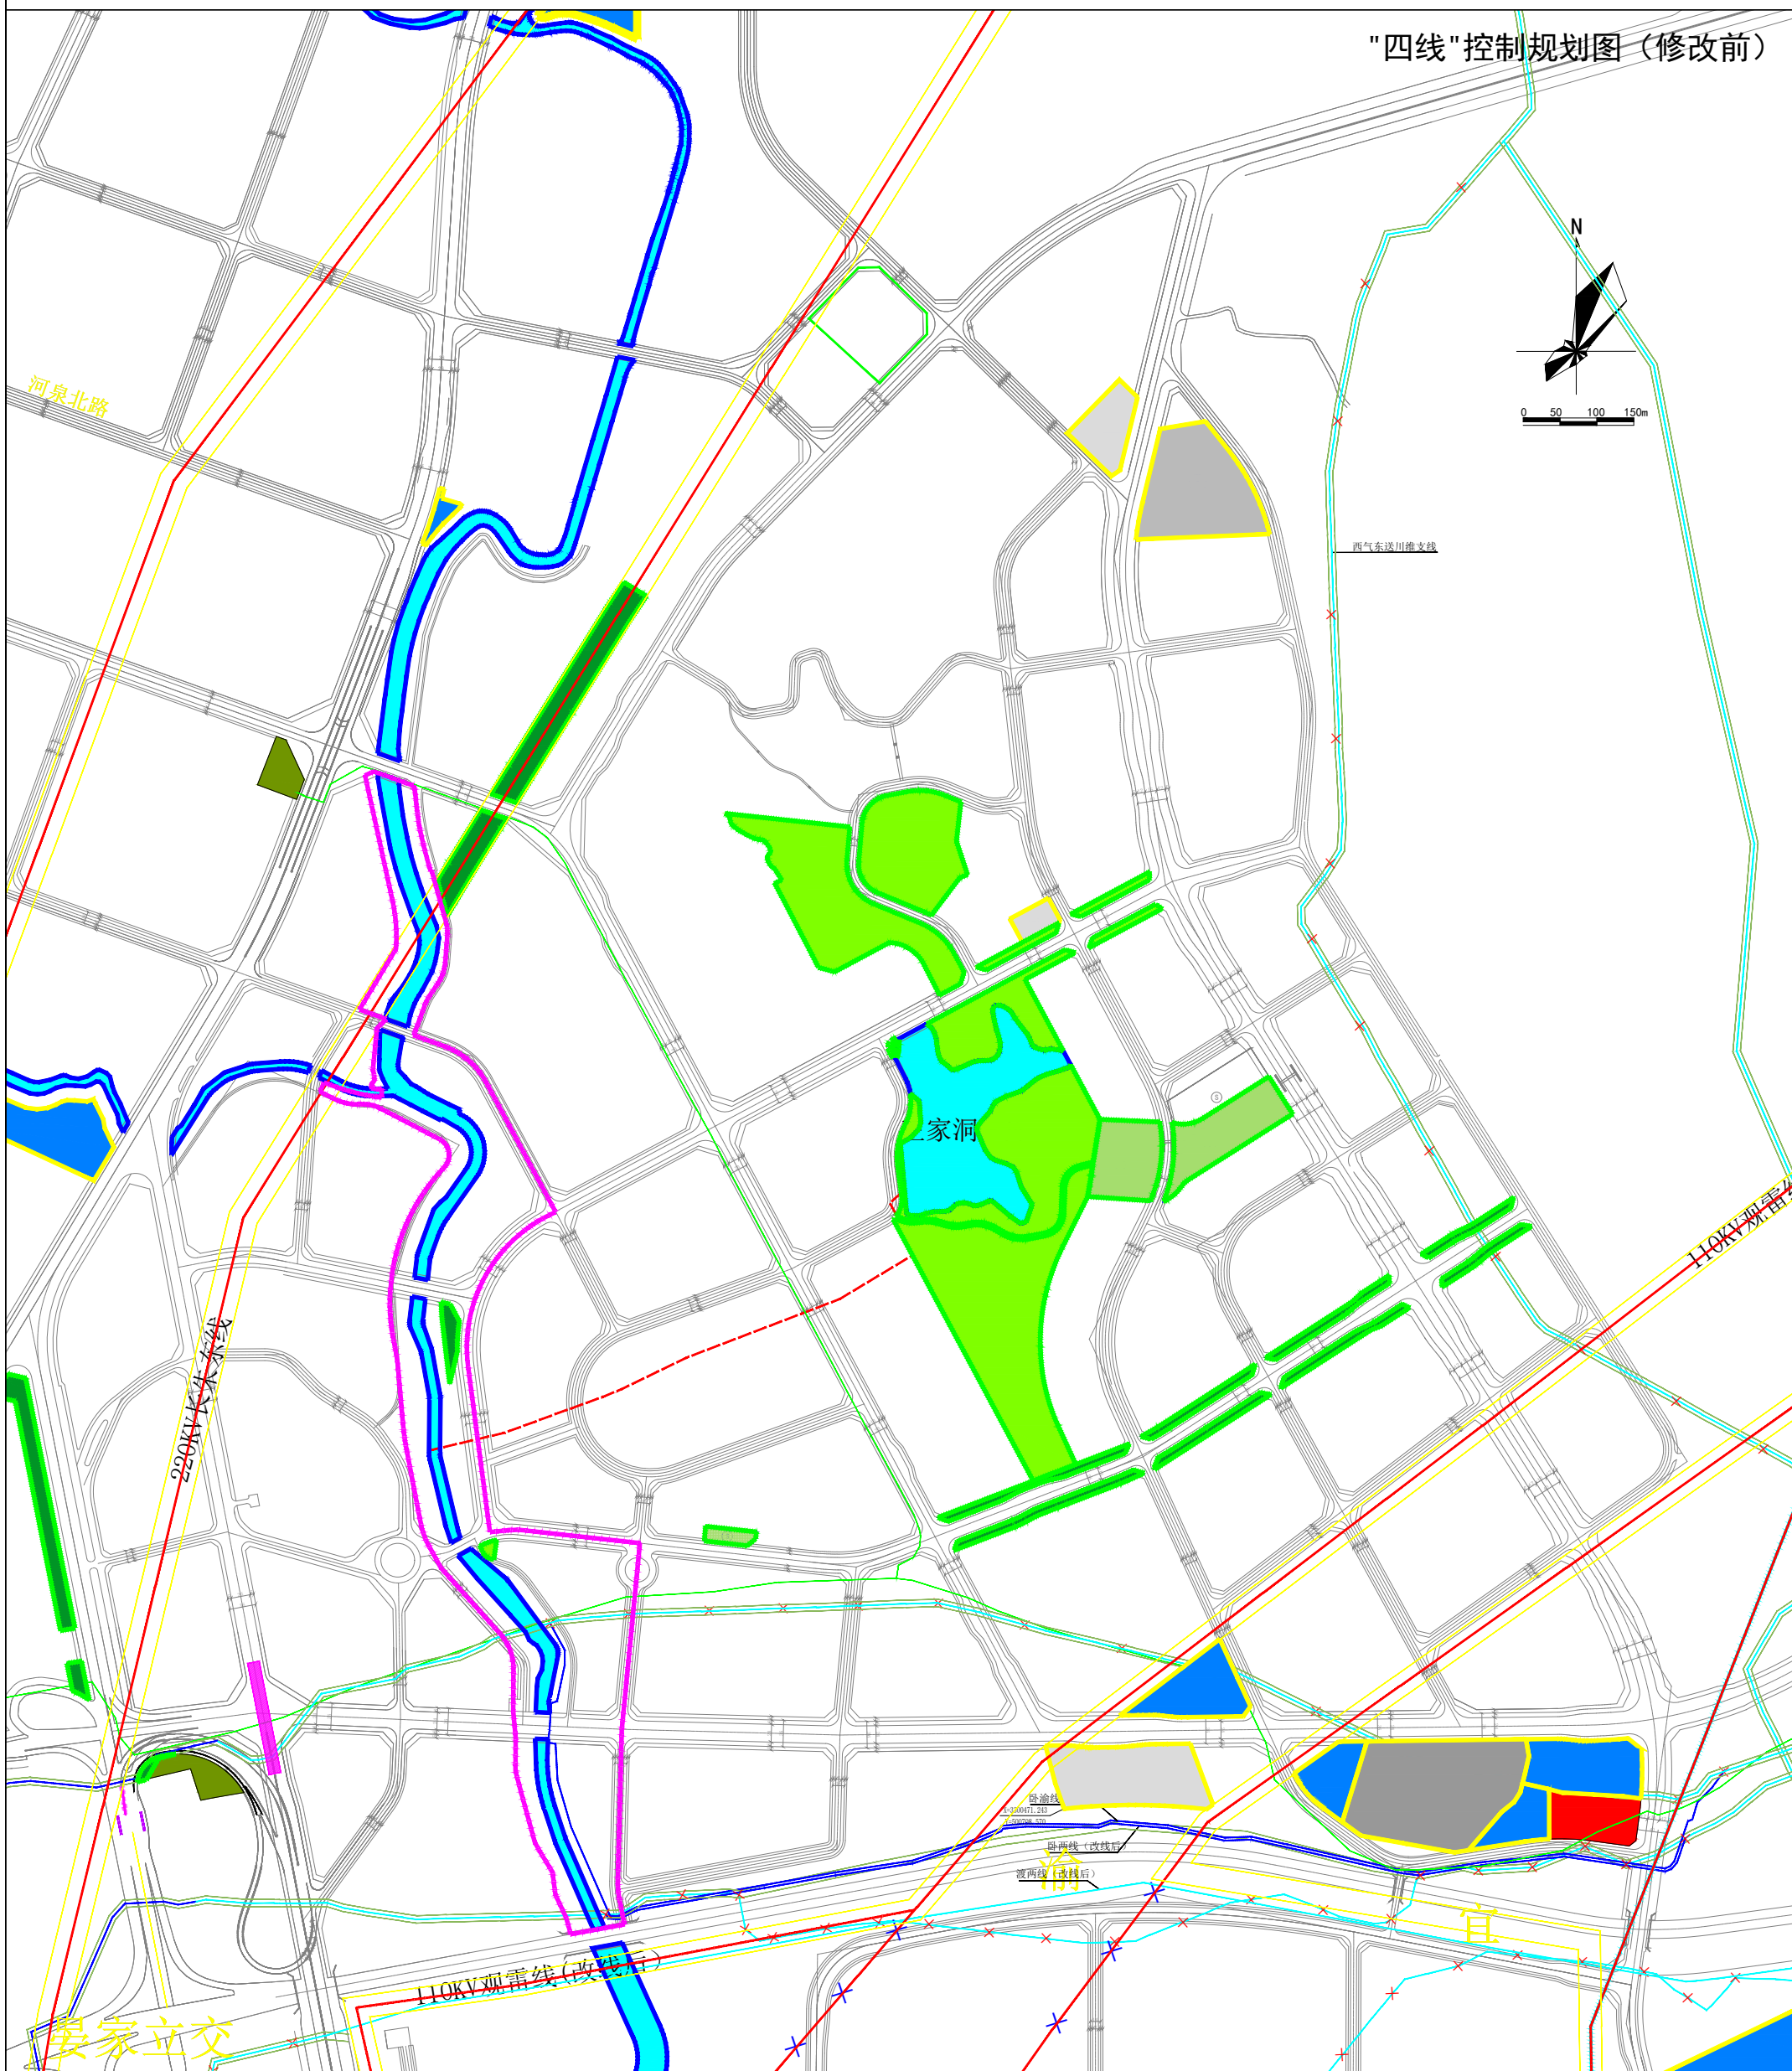 "四线"控制规划图（修改前）
N
0 50 100 150m
河泉北路
西气东送川维支线
家洞
110KV观雷线
220KV长朱东线
卧渝线
卧两线（改线后）
渡两线（改线后）
渝
宜
110KV观雷线(改线后)
晏家立交